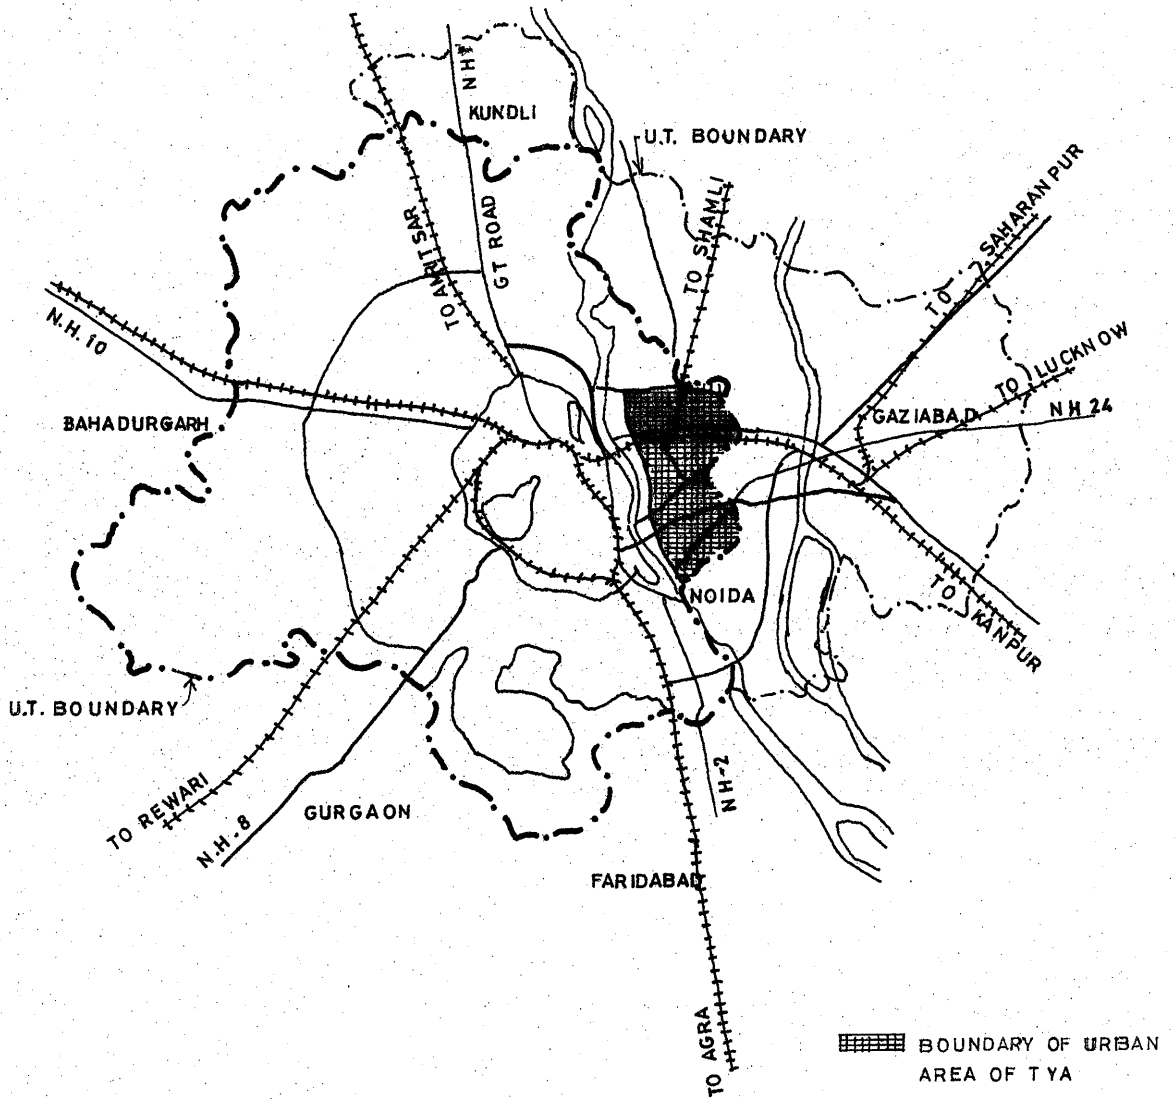 NH1
KUNDLI
U.T. BOUNDARY
TO SHAMLI
TO SAHARANPUR
TO AMRITSAR
GT ROAD
N.H. 10
TO LUCKNOW
GAZIABAD
NH 24
BAHADURGARH
NOIDA
TO KANPUR
U.T. BOUNDARY
TO REWARI
N.H. 8
GURGAON
NH-2
FARIDABAD
TO AGRA
BOUNDARY OF URBAN
AREA OF TYA